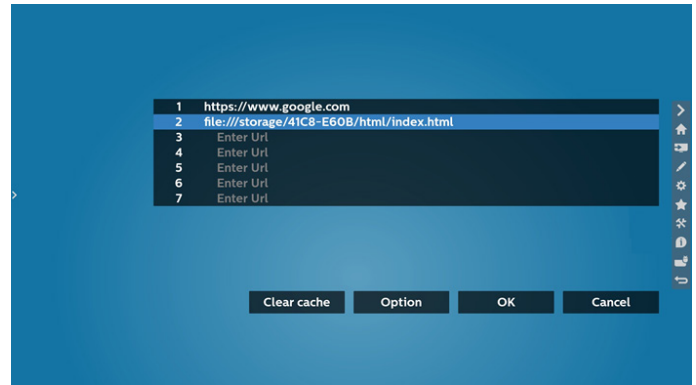 1 https://www.google.com
2 file:///storage/41C8-E60B/html/index.html
3 Enter Url
4 Enter Url
5 Enter Url
6 Enter Url
7 Enter Url
Clear cache Option OK Cancel